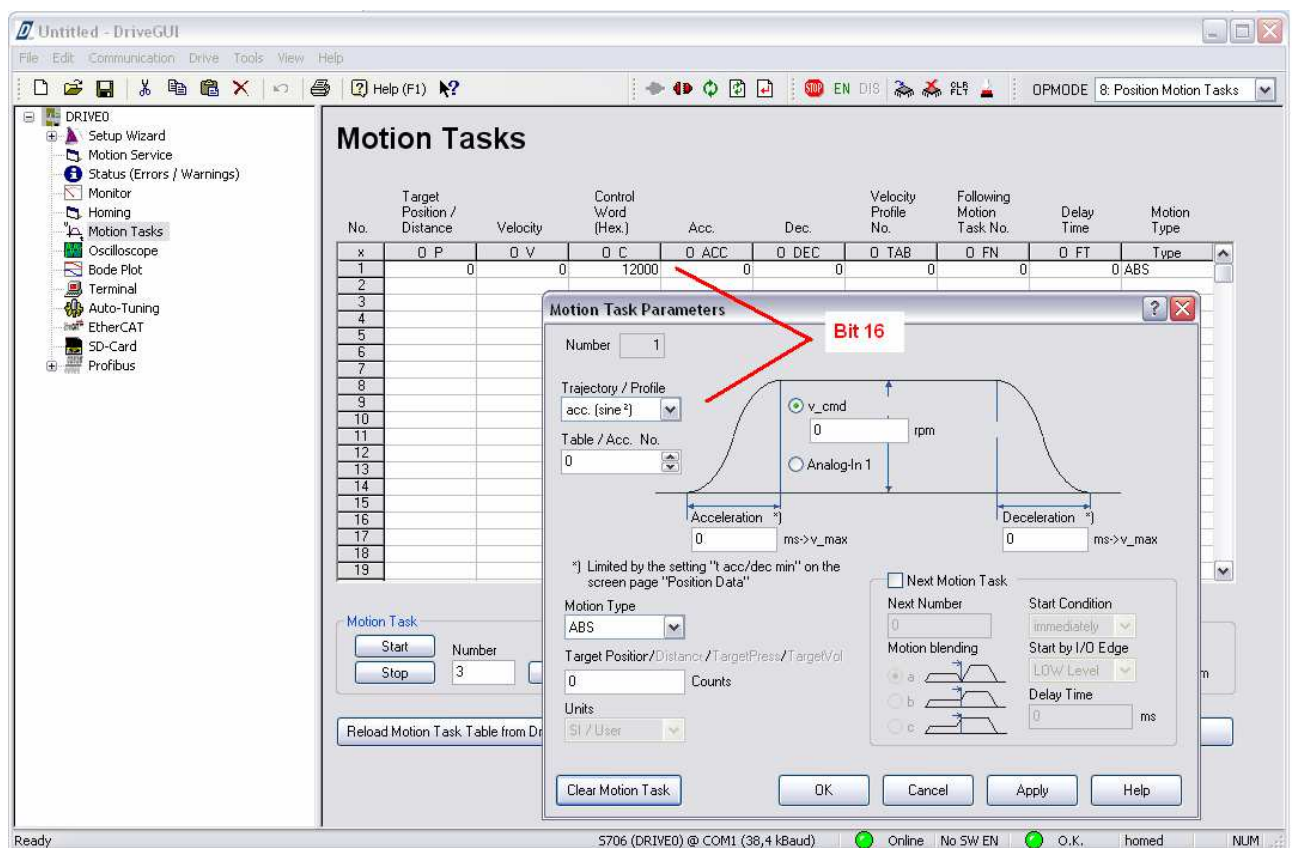 Untitled - DriveGUI
File Edit Communication Drive Tools View Help
Help (F1)
STOP EN DIS CLR OPMODE 8: Position Motion Tasks
DRIVE0
Setup Wizard
Motion Service
Status (Errors / Warnings)
Monitor
Homing
Motion Tasks
Oscilloscope
Bode Plot
Terminal
Auto-Tuning
EtherCAT
SD-Card
Profibus
Motion Tasks
No.
Target Position / Distance
Velocity
Control Word (Hex.)
Acc.
Dec.
Velocity Profile No.
Following Motion Task No.
Delay Time
Motion Type
x O P O V O C O ACC O DEC O TAB O FN O FT Type
1 0 0 12000 0 0 0 0 0 ABS
2
3
4
5
6
7
8
9
10
11
12
13
14
15
16
17
18
19
Motion Task
Start
Stop
Number
3
Reload Motion Task Table from Dr
m
Motion Task Parameters
Bit 16
Number 1
Trajectory / Profile
acc. (sine²)
Table / Acc. No.
0
v_cmd
0 rpm
Analog-In 1
Acceleration *)
0 ms->v_max
Deceleration *)
0 ms->v_max
*) Limited by the setting "t acc/dec min" on the
screen page "Position Data"
Motion Type
ABS
Target Position/Distance/TargetPress/TargetVol
0 Counts
Units
SI / User
Next Motion Task
Next Number
0
Start Condition
immediately
Motion blending
a
b
c
Start by I/O Edge
LOW Level
Delay Time
0 ms
Clear Motion Task OK Cancel Apply Help
Ready S706 (DRIVE0) @ COM1 (38,4 kBaud) Online No SW EN O.K. homed NUM